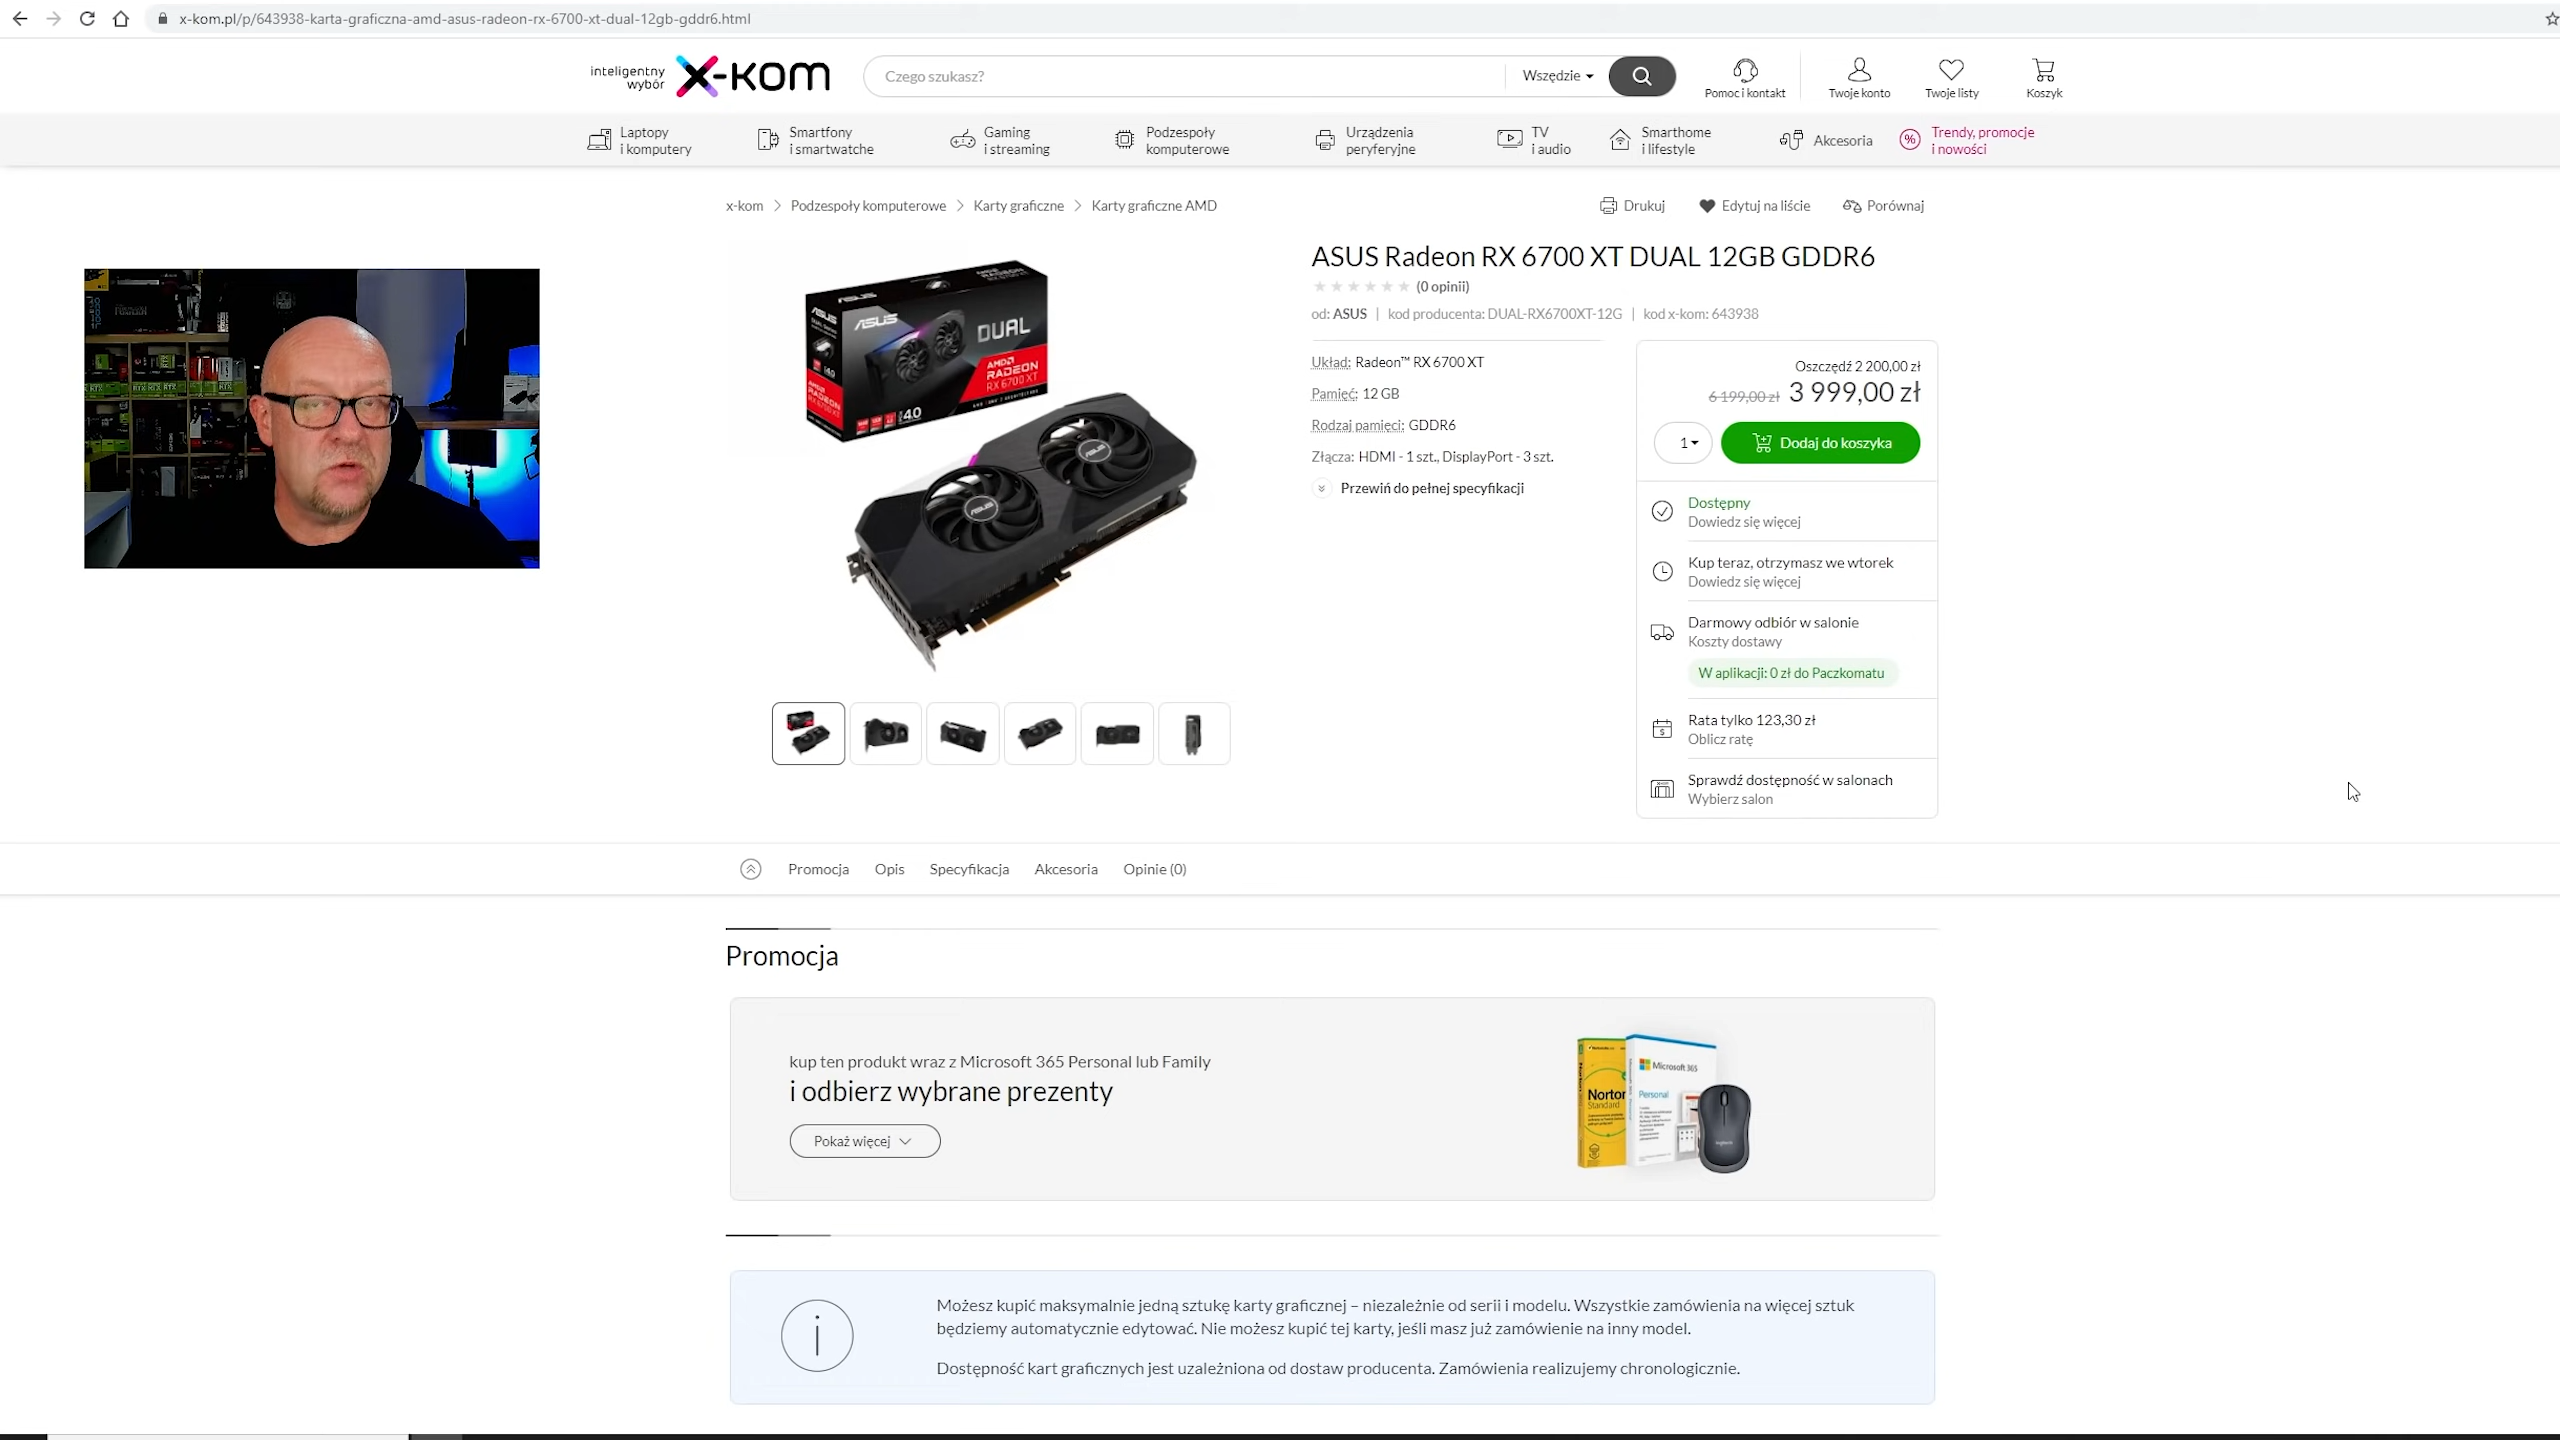 x-kom.pl/p/643938-karta-graficzna-amd-asus-radeon-rx-6700-xt-dual-12gb-gddr6.html
inteligentny
wybór
x-kom
Czego szukasz?
Wszędzie
Pomoc i kontakt
Twoje konto
Twoje listy
Koszyk
Laptopy
i komputery
Smartfony
i smartwatche
Gaming
i streaming
Podzespoły
komputerowe
Urządzenia
peryferyjne
TV
i audio
Smarthome
i lifestyle
Akcesoria
Trendy, promocje
i nowości
x-kom
Podzespoły komputerowe
Karty graficzne
Karty graficzne AMD
Drukuj
Edytuj na liście
Porównaj
ASUS Radeon RX 6700 XT DUAL 12GB GDDR6
(0 opinii)
od: ASUS | kod producenta: DUAL-RX6700XT-12G | kod x-kom: 643938
ASUS
ASUS
DUAL
AMD
RADEON
RX 6700 XT
4.0
ASUS
ASUS
Układ: Radeon™ RX 6700 XT
Pamięć: 12 GB
Rodzaj pamięci: GDDR6
Złącza: HDMI - 1 szt., DisplayPort - 3 szt.
Przewiń do pełnej specyfikacji
Oszczędź 2 200,00 zł
6 199,00 zł 3 999,00 zł
1
Dodaj do koszyka
Dostępny
Dowiedz się więcej
Kup teraz, otrzymasz we wtorek
Dowiedz się więcej
Darmowy odbiór w salonie
Koszty dostawy
W aplikacji: 0 zł do Paczkomatu
Rata tylko 123,30 zł
Oblicz ratę
Sprawdź dostępność w salonach
Wybierz salon
Promocja
Opis
Specyfikacja
Akcesoria
Opinie (0)
Promocja
kup ten produkt wraz z Microsoft 365 Personal lub Family
i odbierz wybrane prezenty
Pokaż więcej
Norton
Standard
Microsoft 365
Personal
Możesz kupić maksymalnie jedną sztukę karty graficznej – niezależnie od serii i modelu. Wszystkie zamówienia na więcej sztuk
będziemy automatycznie edytować. Nie możesz kupić tej karty, jeśli masz już zamówienie na inny model.
Dostępność kart graficznych jest uzależniona od dostaw producenta. Zamówienia realizujemy chronologicznie.